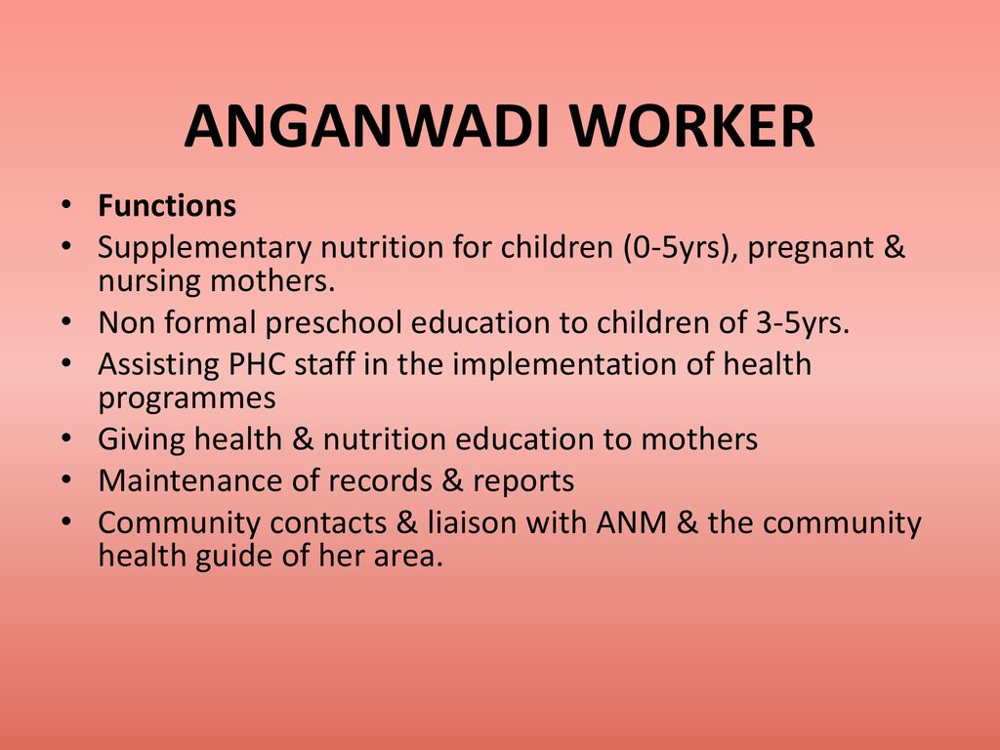 ANGANWADI WORKER
• Functions
• Supplementary nutrition for children (0-5yrs), pregnant &
nursing mothers.
• Non formal preschool education to children of 3-5yrs.
• Assisting PHC staff in the implementation of health
programmes
• Giving health & nutrition education to mothers
• Maintenance of records & reports
• Community contacts & liaison with ANM & the community
health guide of her area.